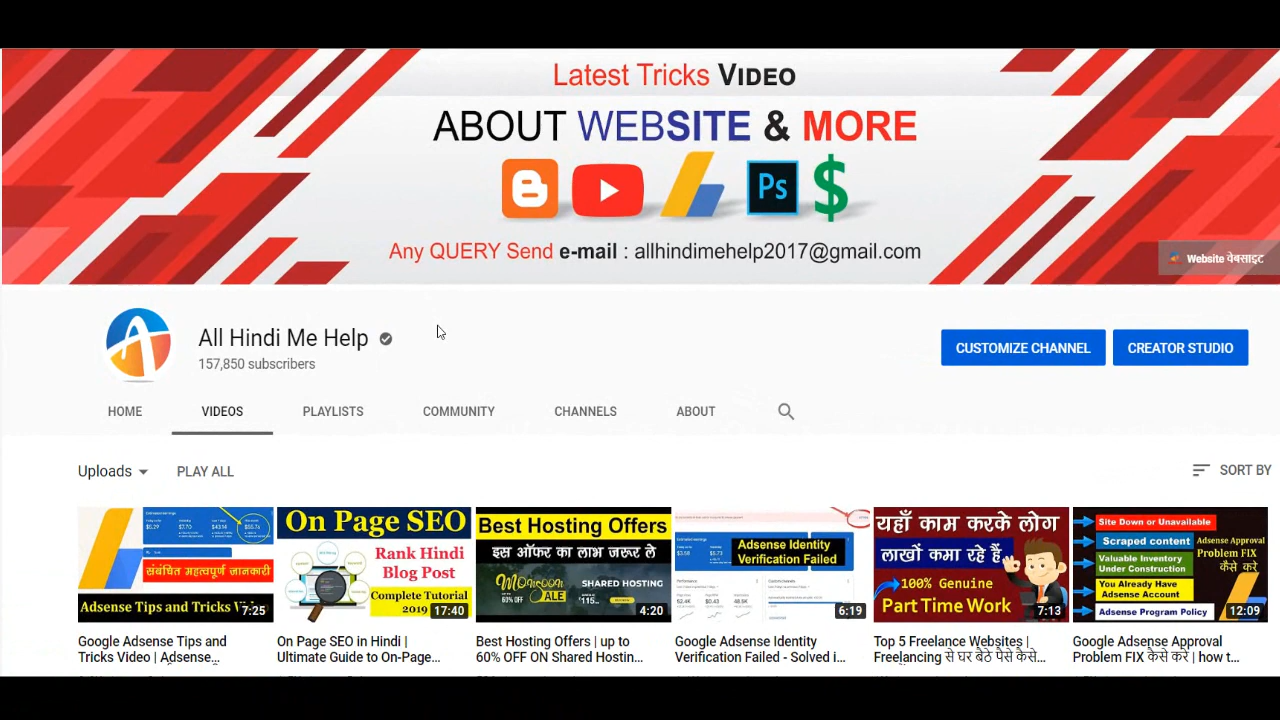 Latest Tricks VIDEO
ABOUT WEBSITE & MORE
Ps $
Any QUERY Send e-mail : allhindimehelp2017@gmail.com
Website वेबसाइट
All Hindi Me Help
157,850 subscribers
CUSTOMIZE CHANNEL
CREATOR STUDIO
HOME VIDEOS PLAYLISTS COMMUNITY CHANNELS ABOUT
Uploads PLAY ALL
SORT BY
संबंधित महत्वपूर्ण जानकारी
Adsense Tips and Tricks
7:25
On Page SEO
Rank Hindi
Blog Post
Complete Tutorial
2019
17:40
Best Hosting Offers
इस ऑफर का लाभ जरूर ले
Monsoon SALE
60% OFF
SHARED HOSTING
4:20
Adsense Identity
Verification Failed
6:19
यहाँ काम करके लोग
लाखों कमा रहे हैं
100% Genuine
Part Time Work
7:13
Site Down or Unavailable
Scraped content
Valuable Inventory
Under Construction
You Already Have
Adsense Account
Adsense Program Policy
Adsense Approval
Problem FIX
कैसे करे
12:09
Google Adsense Tips and
Tricks Video | Adsense...
On Page SEO in Hindi |
Ultimate Guide to On-Page...
Best Hosting Offers | up to
60% OFF ON Shared Hostin...
Google Adsense Identity
Verification Failed - Solved i...
Top 5 Freelance Websites |
Freelancing से घर बैठे पैसे कैसे...
Google Adsense Approval
Problem FIX कैसे करे | how t...